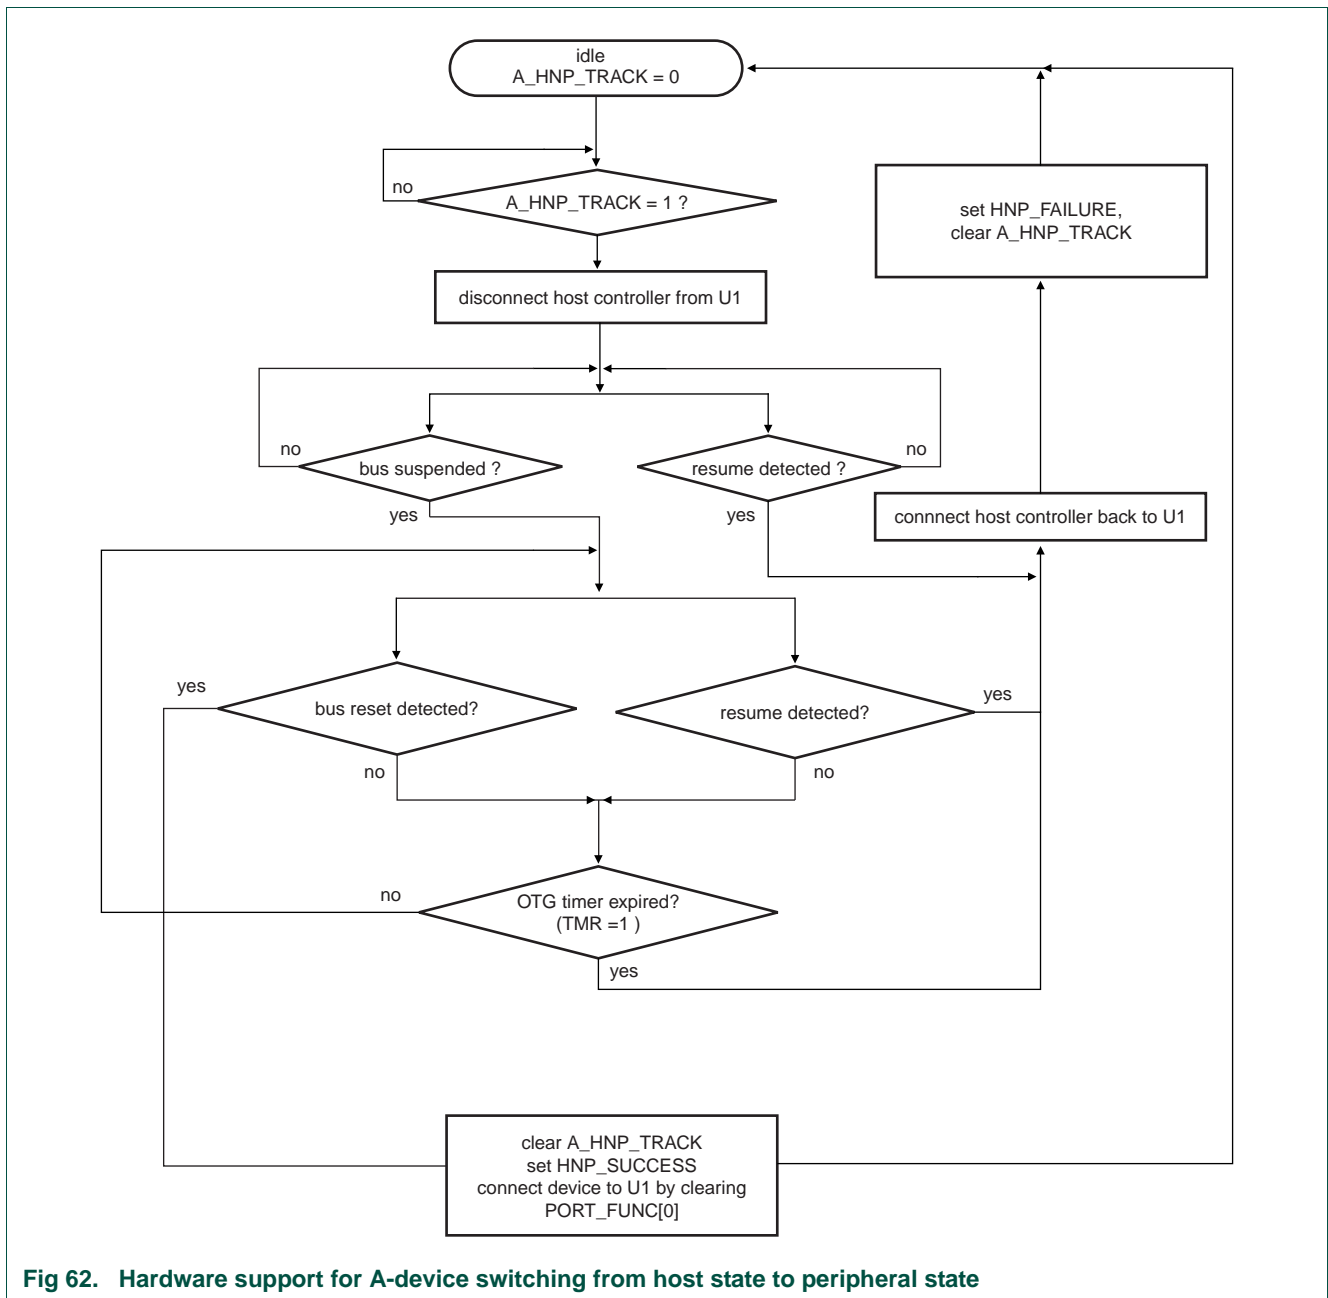 idle
A_HNP_TRACK = 0
no
A_HNP_TRACK = 1 ?
set HNP_FAILURE,
clear A_HNP_TRACK
disconnect host controller from U1
no
bus suspended ?
resume detected ?
no
yes
yes
connnect host controller back to U1
yes
bus reset detected?
resume detected?
yes
no
no
no
OTG timer expired?
(TMR =1 )
yes
clear A_HNP_TRACK
set HNP_SUCCESS
connect device to U1 by clearing
PORT_FUNC[0]
Fig 62. Hardware support for A-device switching from host state to peripheral state